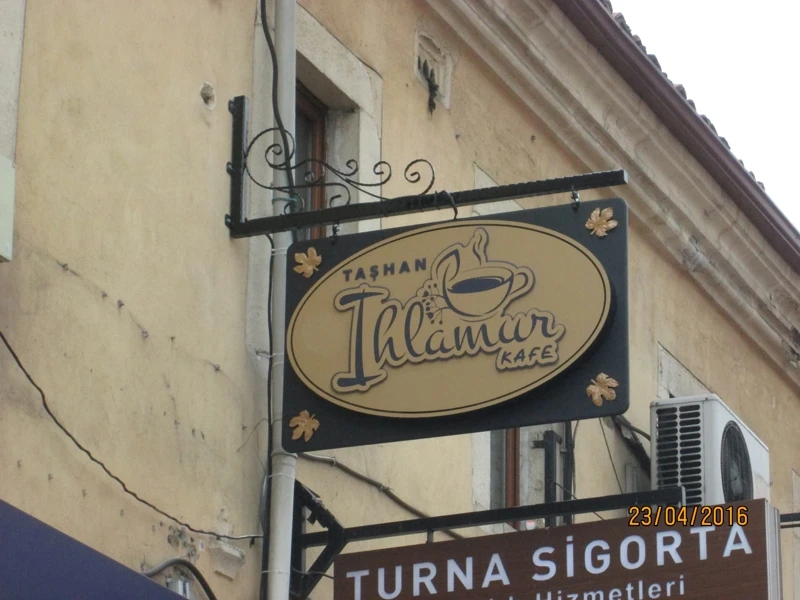 TAŞHAN
Ihlamur
KAFE
23/04/2016
TURNA SİGORTA
Hizmetleri